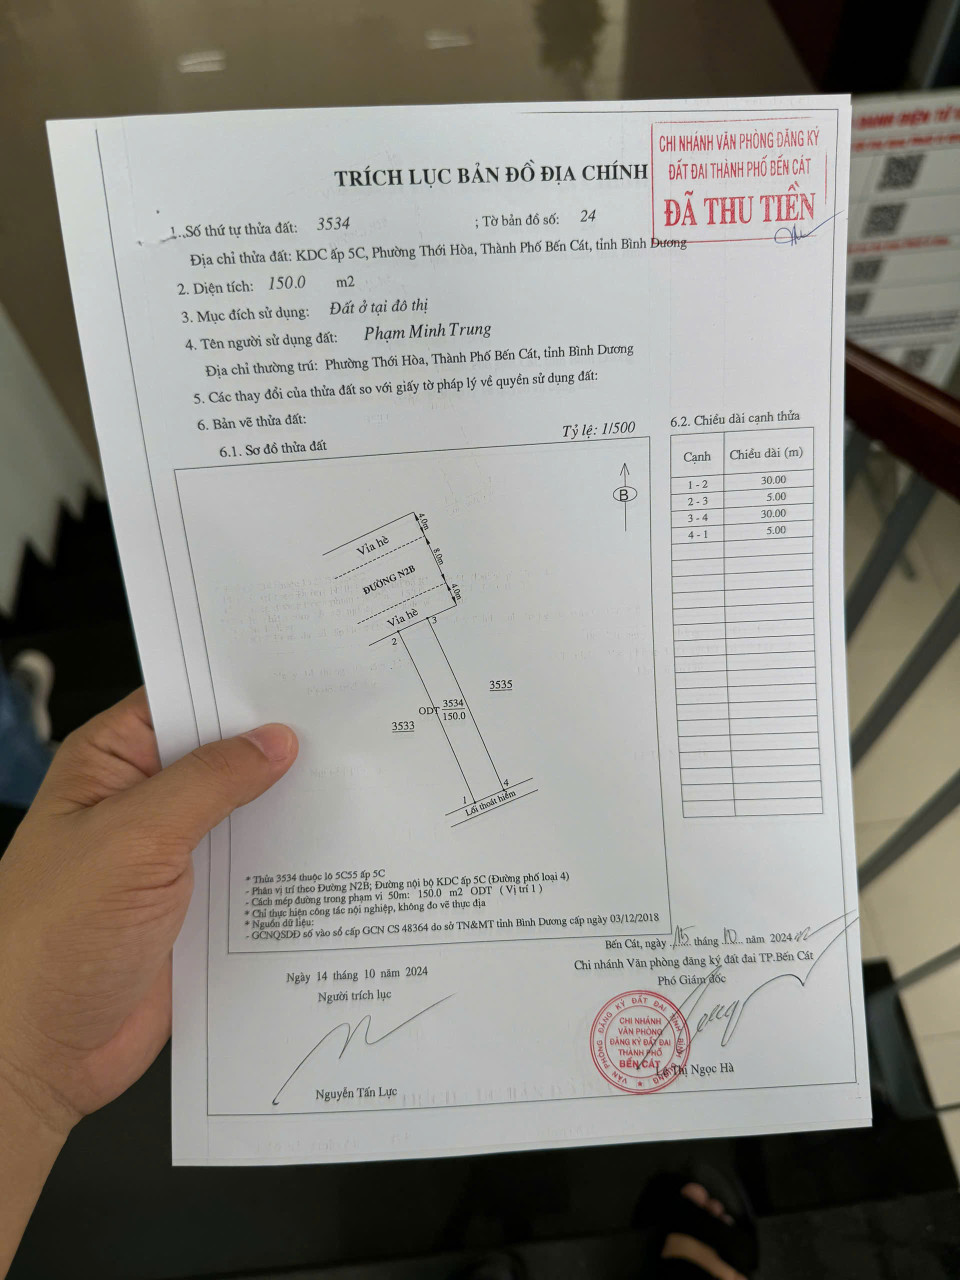 CHI NHÁNH VĂN PHÒNG ĐĂNG KÝ
ĐẤT ĐAI THÀNH PHỐ BẾN CÁT
ĐÃ THU TIỀN
TRÍCH LỤC BẢN ĐỒ ĐỊA CHÍNH
1. Số thứ tự thửa đất: 3534 ; Tờ bản đồ số: 24
Địa chỉ thửa đất: KDC ấp 5C, Phường Thới Hòa, Thành Phố Bến Cát, tỉnh Bình Dương
2. Diện tích: 150.0 m2
3. Mục đích sử dụng: Đất ở tại đô thị
4. Tên người sử dụng đất: Phạm Minh Trung
Địa chỉ thường trú: Phường Thới Hòa, Thành Phố Bến Cát, tỉnh Bình Dương
5. Các thay đổi của thửa đất so với giấy tờ pháp lý về quyền sử dụng đất:
6. Bản vẽ thửa đất:
6.1. Sơ đồ thửa đất
Tỷ lệ: 1/500
6.2. Chiều dài cạnh thửa
Cạnh Chiều dài (m)
1 - 2 30.00
2 - 3 5.00
3 - 4 30.00
4 - 1 5.00
B
4.0m
Vỉa hè
8.0m
ĐƯỜNG N2B
4.0m
Vỉa hè
3
2
3535
ODT 3534
150.0
3533
4
1
Lối thoát hiểm
* Thửa 3534 thuộc lô 5C55 ấp 5C
- Phân vị trí theo Đường N2B; Đường nội bộ KDC ấp 5C (Đường phố loại 4)
- Cách mép đường trong phạm vi 50m: 150.0 m2 ODT ( Vị trí 1 )
* Chỉ thực hiện công tác nội nghiệp, không đo vẽ thực địa
* Nguồn dữ liệu:
- GCNQSDĐ số vào sổ cấp GCN CS 48364 do sở TN&MT tỉnh Bình Dương cấp ngày 03/12/2018
Ngày 14 tháng 10 năm 2024
Người trích lục
Nguyễn Tấn Lực
Bến Cát, ngày 15 tháng 10 năm 2024
Chi nhánh Văn phòng đăng ký đất đai TP.Bến Cát
Phó Giám đốc
VĂN PHÒNG ĐĂNG KÝ ĐẤT ĐAI TỈNH BÌNH DƯƠNG
CHI NHÁNH
VĂN PHÒNG
ĐĂNG KÝ ĐẤT ĐAI
THÀNH PHỐ
BẾN CÁT
Thị Ngọc Hà